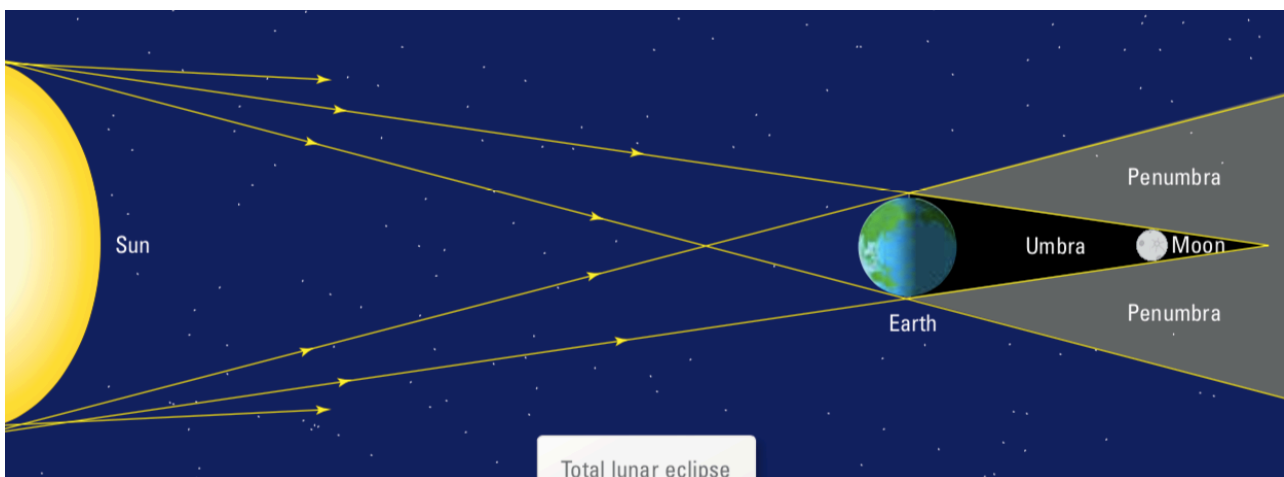 Penumbra
Sun
Umbra
Moon
Earth
Penumbra
Total lunar eclipse